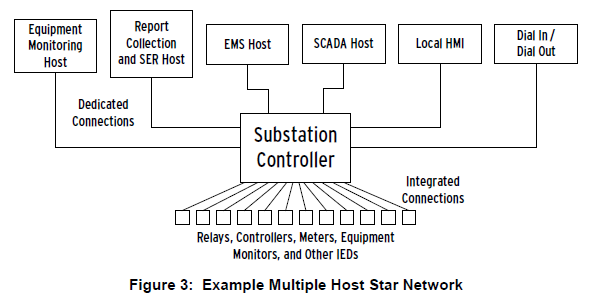 Equipment
Monitoring
Host
Report
Collection
and SER Host
EMS Host
SCADA Host
Local HMI
Dial In /
Dial Out
Dedicated
Connections
Substation
Controller
Integrated
Connections
Relays, Controllers, Meters, Equipment
Monitors, and Other IEDs
Figure 3: Example Multiple Host Star Network